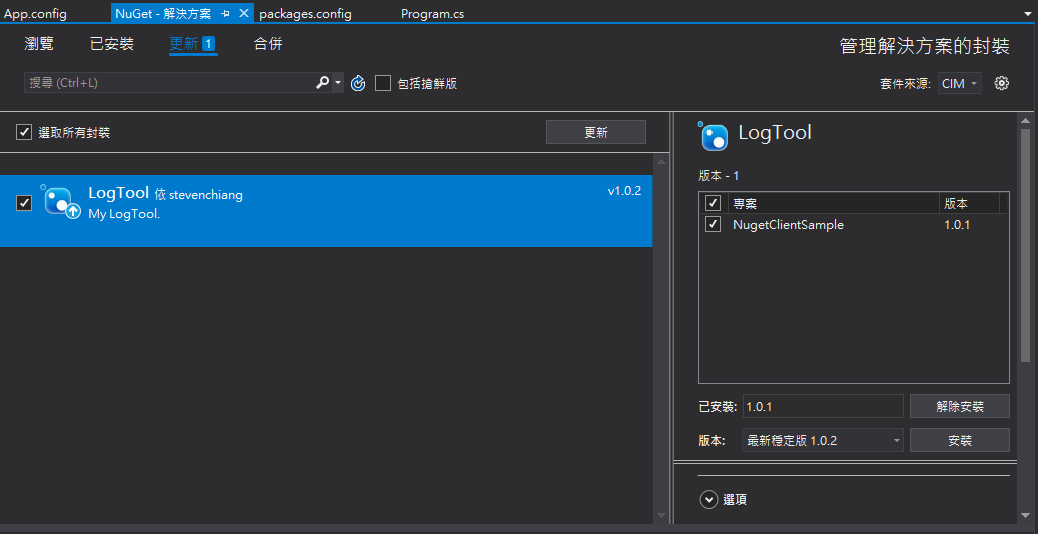 App.config NuGet - 解決方案 packages.config Program.cs
瀏覽 已安裝 更新 1 合併
管理解決方案的封裝
搜尋 (Ctrl+L) 包括搶鮮版
套件來源: CIM
選取所有封裝 更新
LogTool 依 stevenchiang v1.0.2
My LogTool.
LogTool
版本 - 1
專案 版本
NugetClientSample 1.0.1
已安裝: 1.0.1 解除安裝
版本: 最新穩定版 1.0.2 安裝
選項